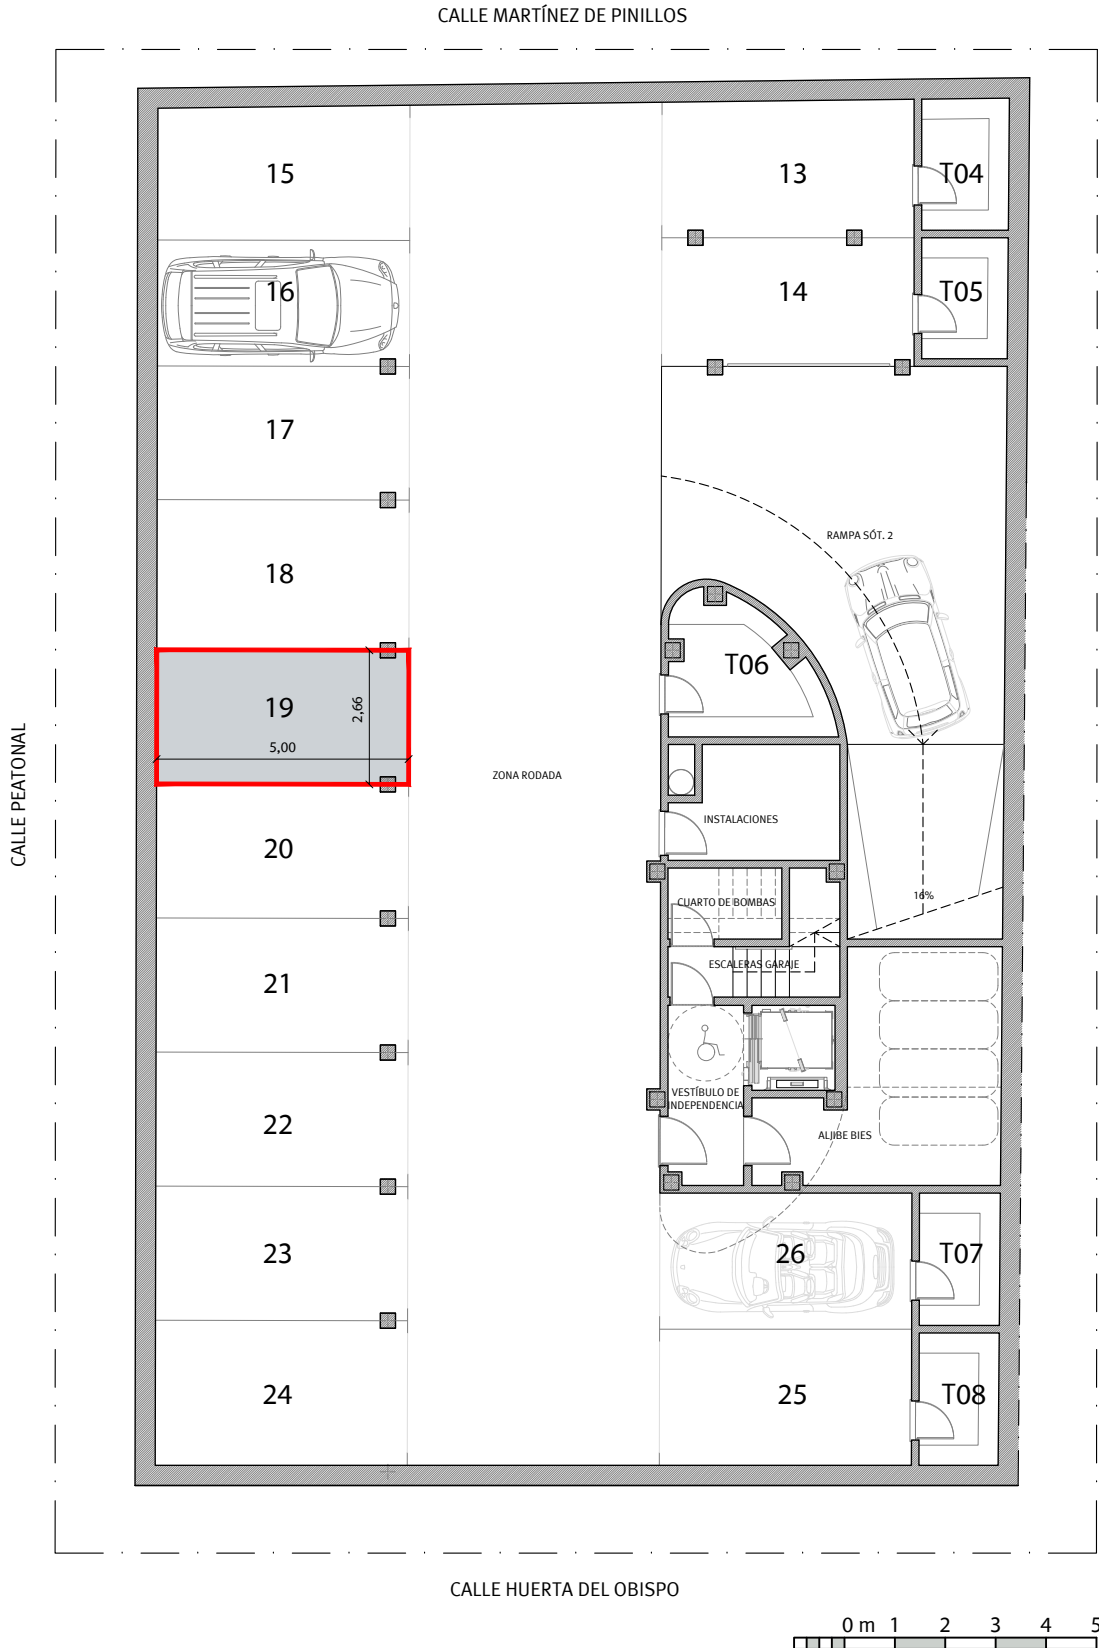 CALLE MARTÍNEZ DE PINILLOS
15
13
T04
16
14
T05
17
RAMPA SÓT. 2
18
T06
19
2,66
5,00
CALLE PEATONAL
ZONA RODADA
INSTALACIONES
20
16%
CUARTO DE BOMBAS
ESCALERAS GARAJE
21
VESTÍBULO DE
INDEPENDENCIA
22
ALJIBE BIES
23
26
T07
24
25
T08
CALLE HUERTA DEL OBISPO
0 m 1 2 3 4 5